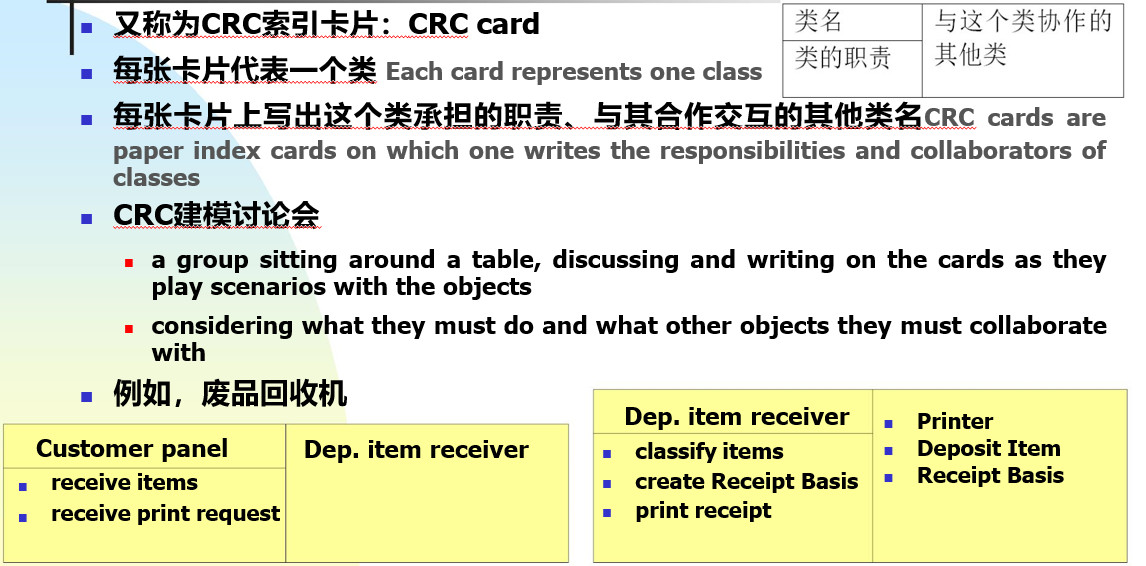 又称为CRC索引卡片：CRC card
类名
类的职责
与这个类协作的
其他类
每张卡片代表一个类 Each card represents one class
每张卡片上写出这个类承担的职责、与其合作交互的其他类名CRC cards are
paper index cards on which one writes the responsibilities and collaborators of
classes
CRC建模讨论会
a group sitting around a table, discussing and writing on the cards as they
play scenarios with the objects
considering what they must do and what other objects they must collaborate
with
例如，废品回收机
Customer panel
receive items
receive print request
Dep. item receiver
Dep. item receiver
classify items
create Receipt Basis
print receipt
Printer
Deposit Item
Receipt Basis